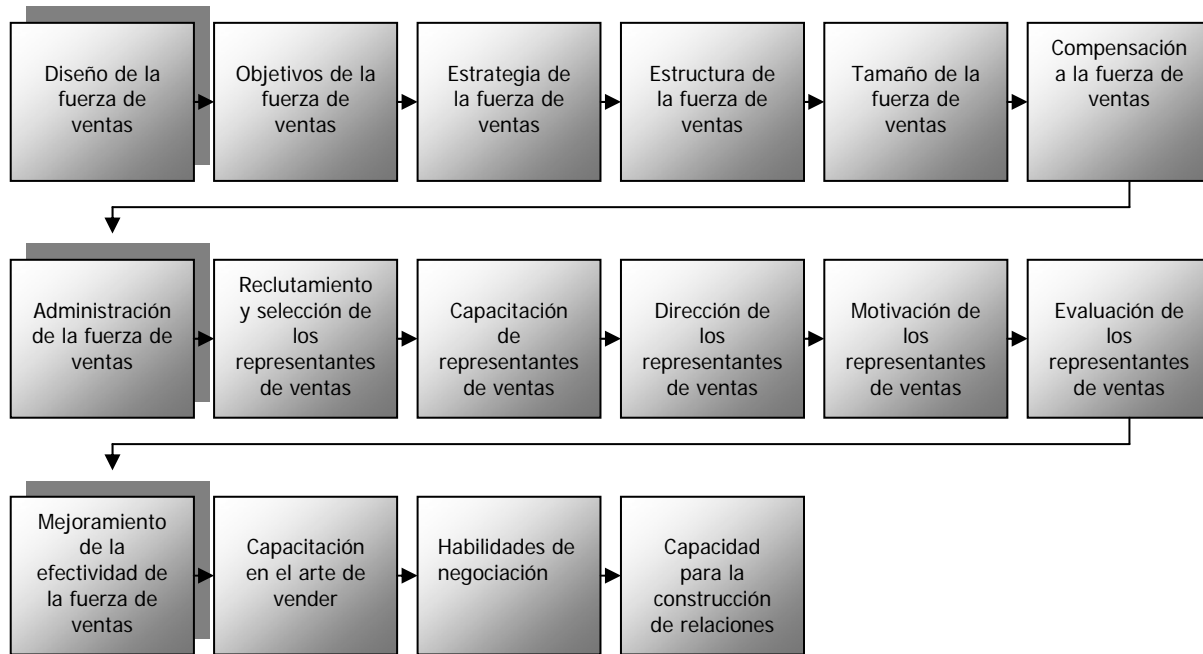 Diseño de la
fuerza de
ventas
Objetivos de la
fuerza de
ventas
Estrategia de
la fuerza de
ventas
Estructura de
la fuerza de
ventas
Tamaño de la
fuerza de
ventas
Compensación
a la fuerza de
ventas
Administración
de la fuerza de
ventas
Reclutamiento
y selección de
los
representantes
de ventas
Capacitación
de
representantes
de ventas
Dirección de
los
representantes
de ventas
Motivación de
los
representantes
de ventas
Evaluación de
los
representantes
de ventas
Mejoramiento
de la
efectividad de
la fuerza de
ventas
Capacitación
en el arte de
vender
Habilidades de
negociación
Capacidad
para la
construcción
de relaciones